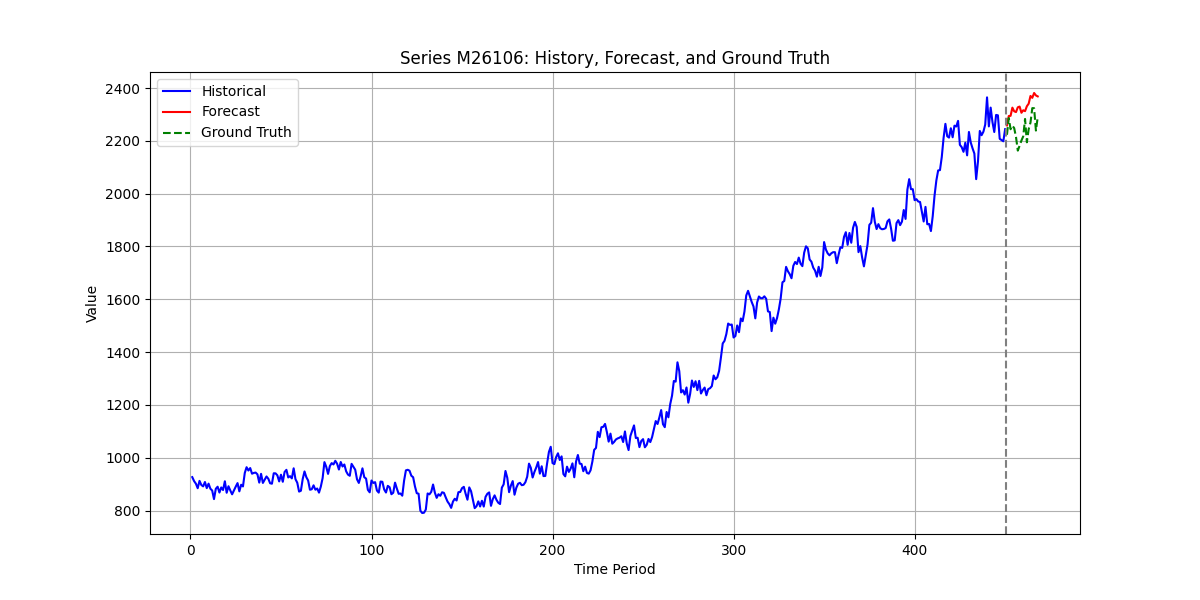 Series M26106: History, Forecast, and Ground Truth
Historical
Forecast
Ground Truth
Value
2400
2200
2000
1800
1600
1400
1200
1000
800
0 100 200 300 400
Time Period